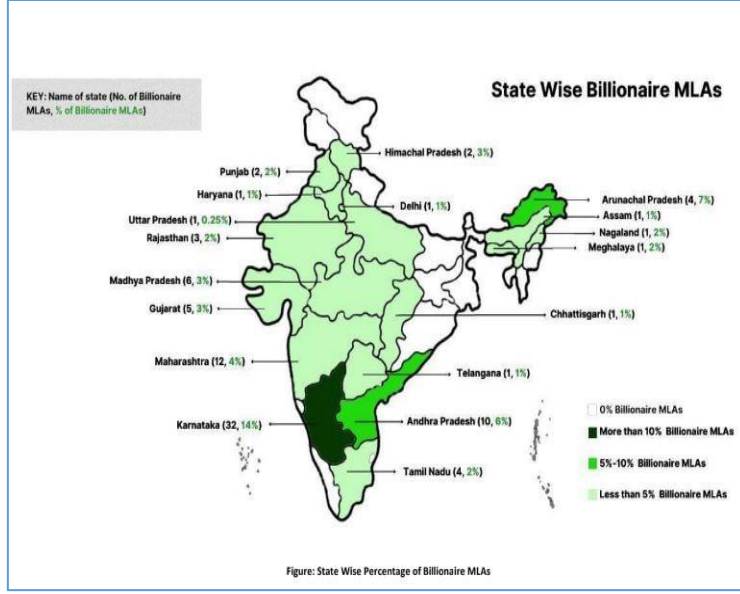 State Wise Billionaire MLAs
KEY: Name of state (No. of Billionaire
MLAs, % of Billionaire MLAs)
Himachal Pradesh (2, 3%)
Punjab (2, 2%)
Haryana (1, 1%)
Delhi (1, 1%)
Arunachal Pradesh (4, 7%)
Uttar Pradesh (1, 0.25%)
Assam (1, 1%)
Rajasthan (3, 2%)
Nagaland (1, 2%)
Meghalaya (1, 2%)
Madhya Pradesh (6, 3%)
Gujarat (5, 3%)
Chhattisgarh (1, 1%)
Maharashtra (12, 4%)
Telangana (1, 1%)
Karnataka (32, 14%)
Andhra Pradesh (10, 6%)
Tamil Nadu (4, 2%)
0% Billionaire MLAs
More than 10% Billionaire MLAs
5%-10% Billionaire MLAs
Less than 5% Billionaire MLAs
Figure: State Wise Percentage of Billionaire MLAs